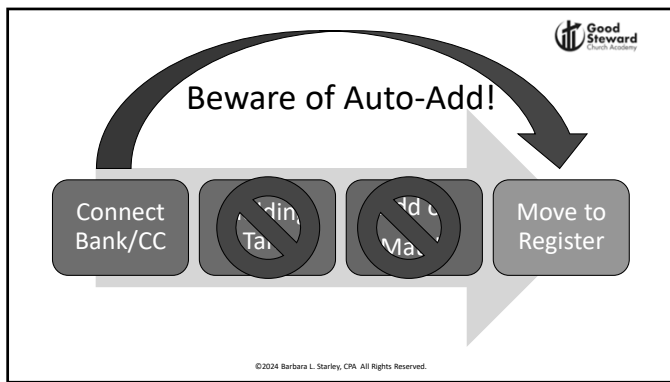 Good
Steward
Church Academy
Beware of Auto-Add!
Connect
Bank/CC
Move to
Register
©2024 Barbara L. Starley, CPA All Rights Reserved.